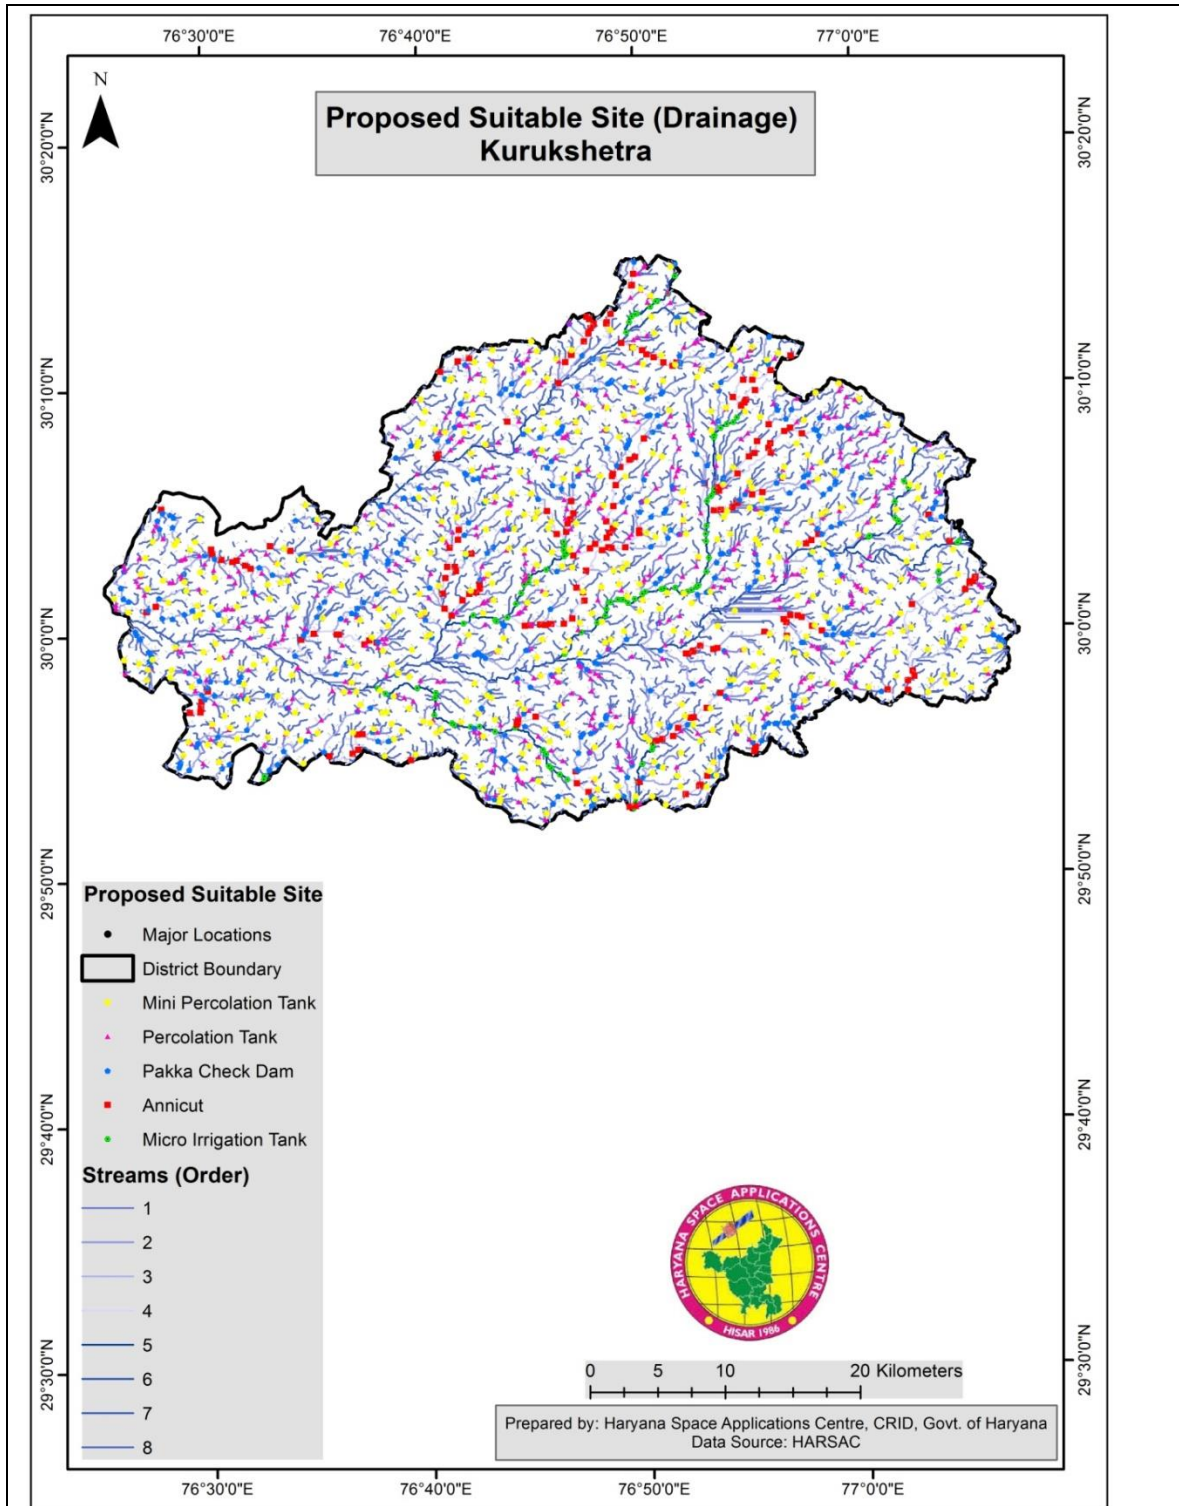 76°30'0"E
76°40'0"E
76°50'0"E
77°0'0"E
N
Proposed Suitable Site (Drainage)
Kurukshetra
30°20'0"N
30°20'0"N
30°10'0"N
30°10'0"N
30°0'0"N
30°0'0"N
29°50'0"N
29°50'0"N
Proposed Suitable Site
Major Locations
District Boundary
Mini Percolation Tank
Percolation Tank
Pakka Check Dam
Annicut
Micro Irrigation Tank
29°40'0"N
29°40'0"N
Streams (Order)
1
2
3
4
5
6
7
8
HARYANA SPACE APPLICATIONS CENTRE
HISAR 1986
29°30'0"N
29°30'0"N
0 5 10 20 Kilometers
Prepared by: Haryana Space Applications Centre, CRID, Govt. of Haryana
Data Source: HARSAC
76°30'0"E
76°40'0"E
76°50'0"E
77°0'0"E